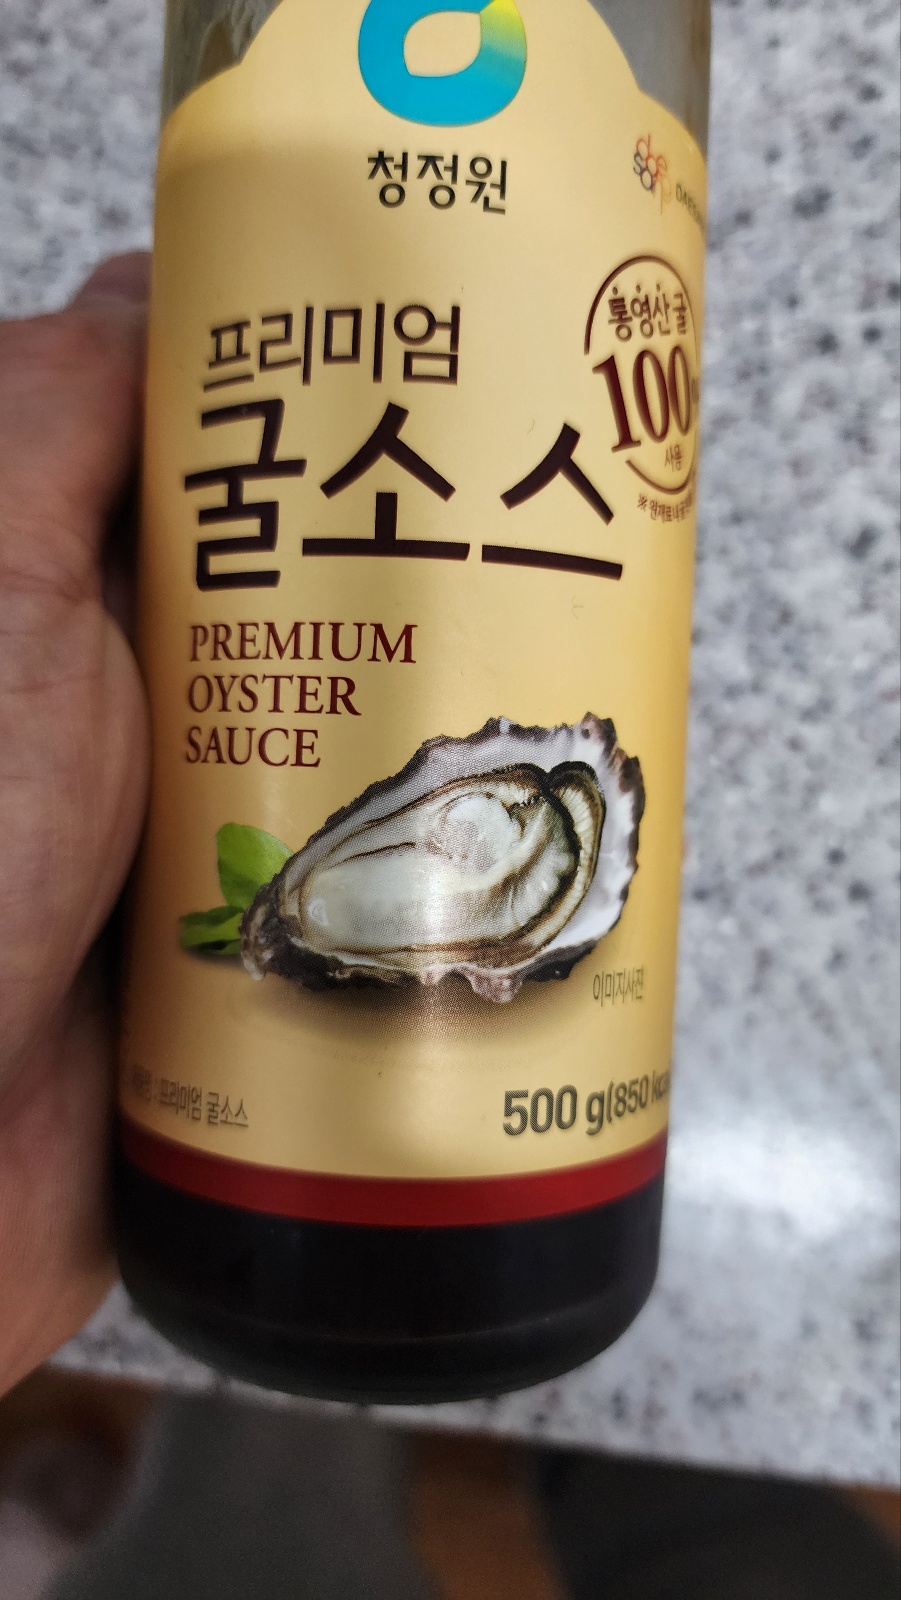 청정원
프리미엄
굴소스
통영산 굴
100%
사용
PREMIUM
OYSTER
SAUCE
이미지사진
프리미엄 굴소스
500 g(850 kca